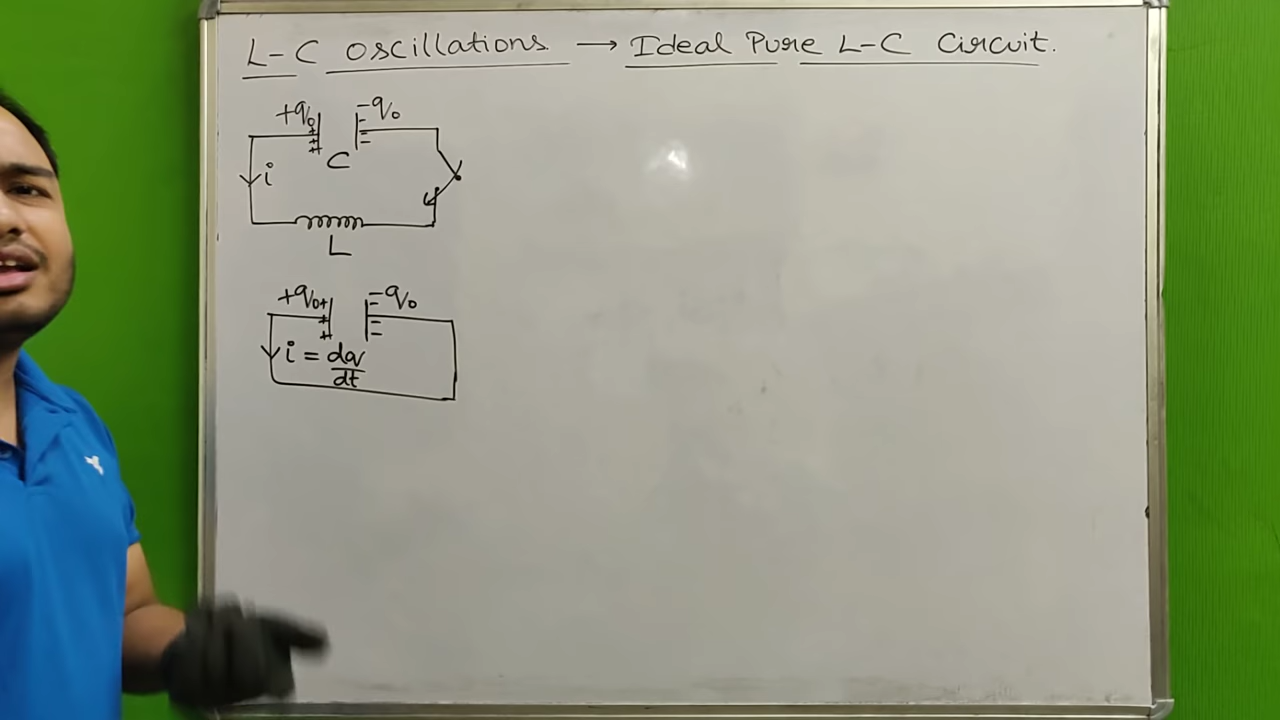 L-C Oscillations → Ideal Pure L-C Circuit.
+q₀ -q₀
C
i
L
+q₀ -q₀
i = dq/dt